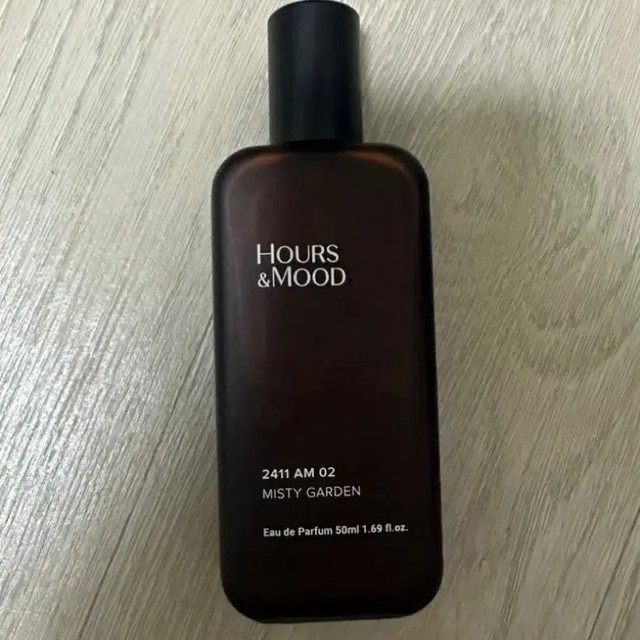 HOURS
&MOOD
2411 AM 02
MISTY GARDEN
Eau de Parfum 50ml 1.69 fl.oz.